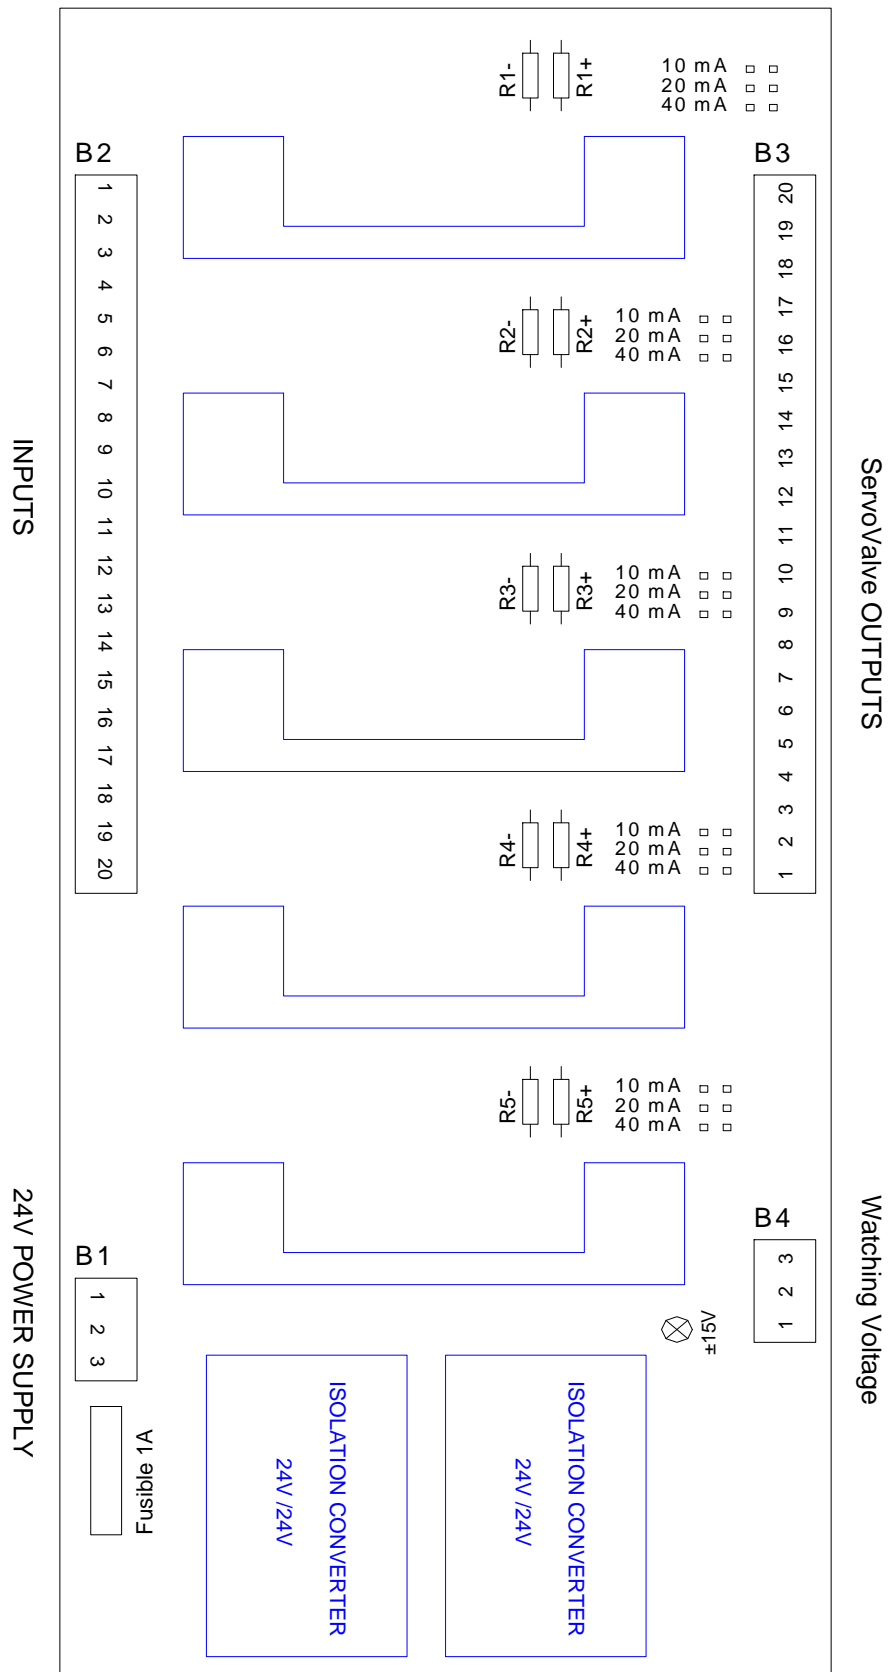 R1-
R1+
10 mA
20 mA
40 mA
B2
B3
1
2
3
4
5
6
7
8
9
10
11
12
13
14
15
16
17
18
19
20
20
19
18
17
16
15
14
13
12
11
10
9
8
7
6
5
4
3
2
1
R2-
R2+
10 mA
20 mA
40 mA
INPUTS
ServoValve OUTPUTS
R3-
R3+
10 mA
20 mA
40 mA
R4-
R4+
10 mA
20 mA
40 mA
R5-
R5+
10 mA
20 mA
40 mA
24V POWER SUPPLY
B1
1
2
3
B4
3
2
1
Watching Voltage
±15V
Fusible 1A
ISOLATION CONVERTER
24V /24V
ISOLATION CONVERTER
24V /24V